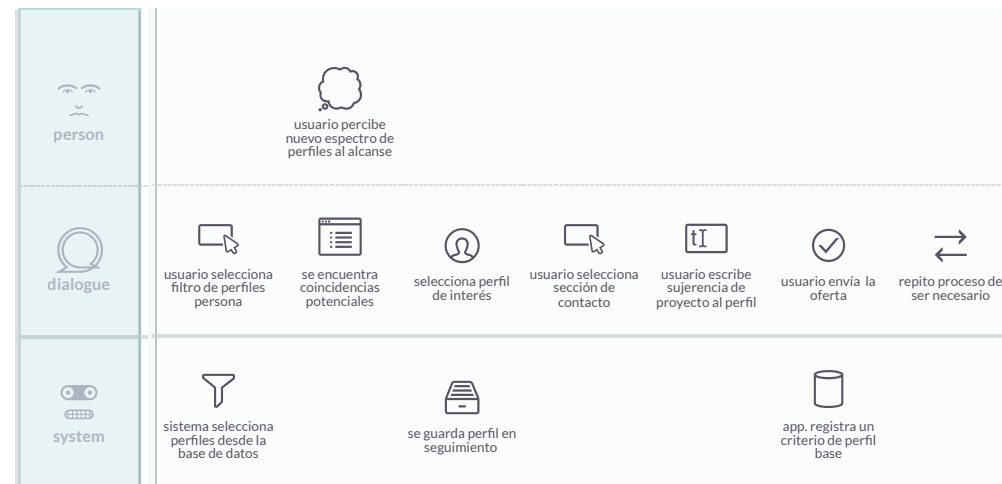 person
usuario percibe
nuevo espectro de
perfiles al alcanse
dialogue
usuario selecciona
filtro de perfiles
persona
se encuentra
coincidencias
potenciales
selecciona perfil
de interés
usuario selecciona
sección de
contacto
tI
usuario escribe
sujerencia de
proyecto al perfil
usuario envía la
oferta
repito proceso de
ser necesario
system
sistema selecciona
perfiles desde la
base de datos
se guarda perfil en
seguimiento
app. registra un
criterio de perfil
base